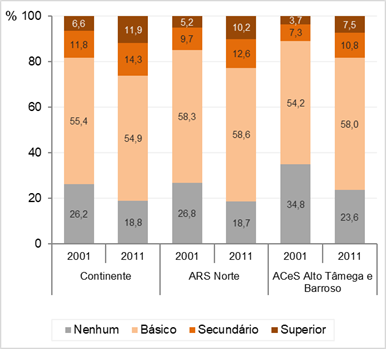 %
100
80
60
40
20
0
6,6 11,9 5,2 10,2 3,7 7,5
11,8 14,3 9,7 12,6 7,3 10,8
55,4 54,9 58,3 58,6 54,2 58,0
26,2 18,8 26,8 18,7 34,8 23,6
2001 2011 2001 2011 2001 2011
Continente ARS Norte ACeS Alto Tâmega e
Barroso
Nenhum Básico Secundário Superior